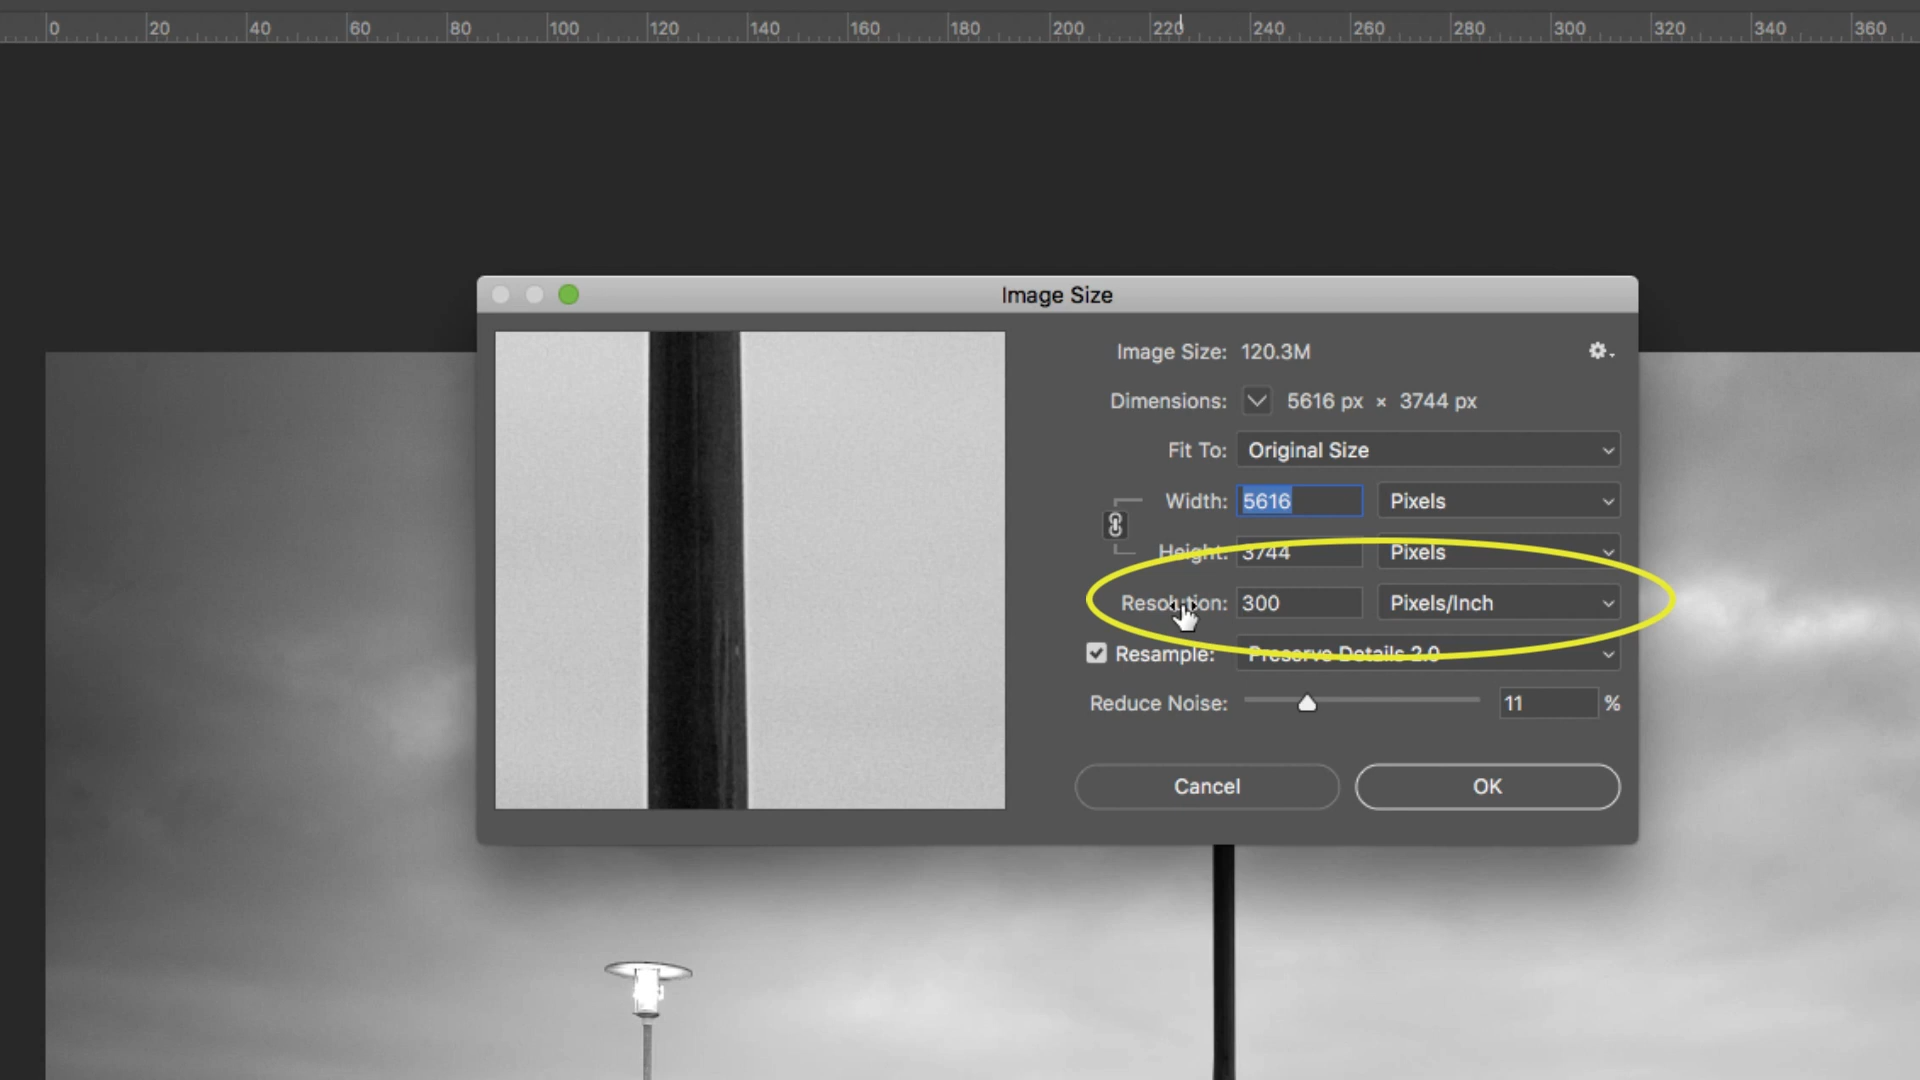 0 20 40 60 80 100 120 140 160 180 200 220 240 260 280 300 320 340 360
Image Size
Image Size: 120.3M
Dimensions: 5616 px × 3744 px
Fit To: Original Size
Width: 5616 Pixels
Height: 3744 Pixels
Resolution: 300 Pixels/Inch
Resample: Preserve Details 2.0
Reduce Noise: 11 %
Cancel OK